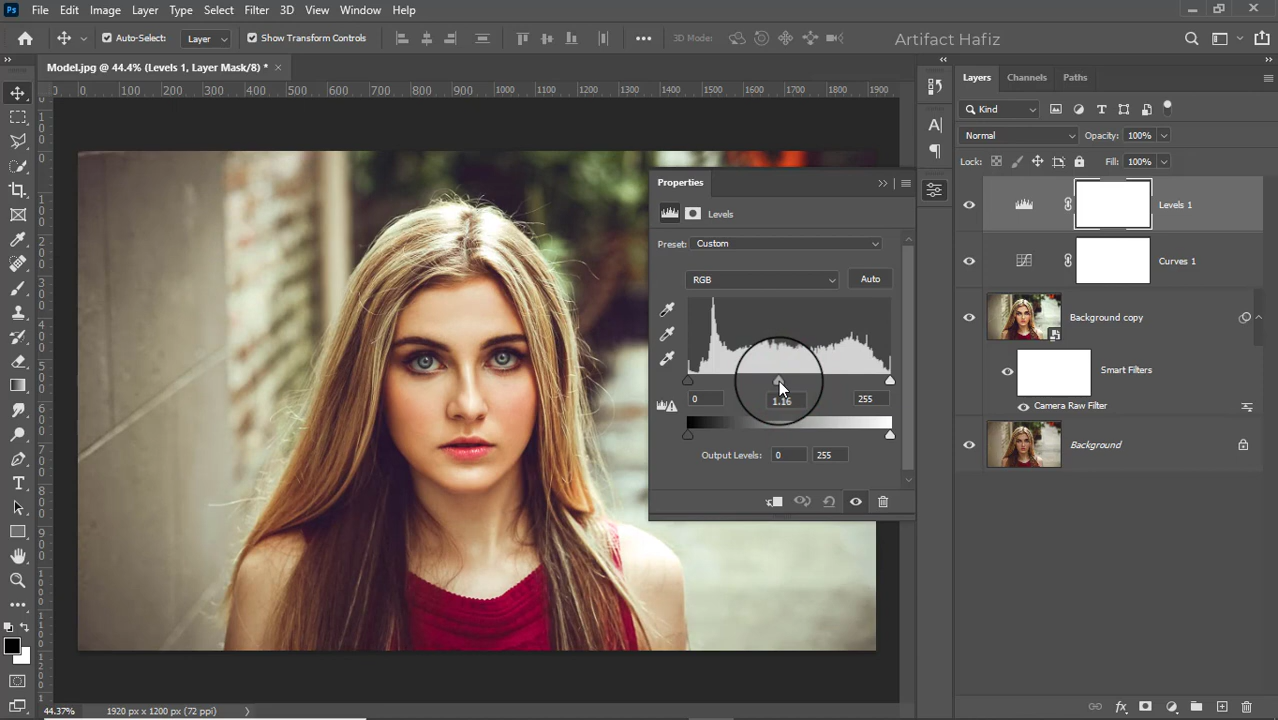 Ps File Edit Image Layer Type Select Filter 3D View Window Help
Auto-Select: Layer Show Transform Controls 3D Mode: Artifact Hafiz
Model.jpg @ 44.4% (Levels 1, Layer Mask/8) *
0 100 200 300 400 500 600 700 800 900 1000 1100 1200 1300 1400 1500 1600 1700 1800 1900
Properties
Levels
Preset: Custom
RGB Auto
0 1.16 255
Output Levels: 0 255
Layers Channels Paths
Kind
Normal Opacity: 100%
Lock: Fill: 100%
Levels 1
Curves 1
Background copy
Smart Filters
Camera Raw Filter
Background
44.37% 1920 px x 1200 px (72 ppi)